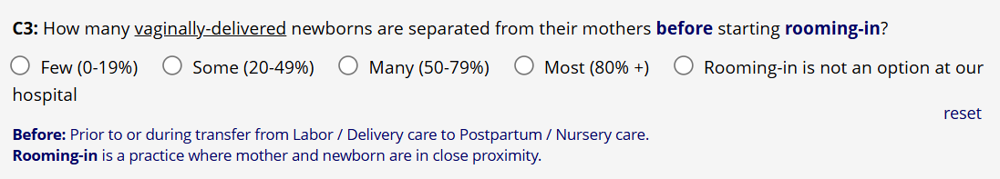 C3: How many vaginally-delivered newborns are separated from their mothers before starting rooming-in?
Few (0-19%) Some (20-49%) Many (50-79%) Most (80% +) Rooming-in is not an option at our
hospital
reset
Before: Prior to or during transfer from Labor / Delivery care to Postpartum / Nursery care.
Rooming-in is a practice where mother and newborn are in close proximity.